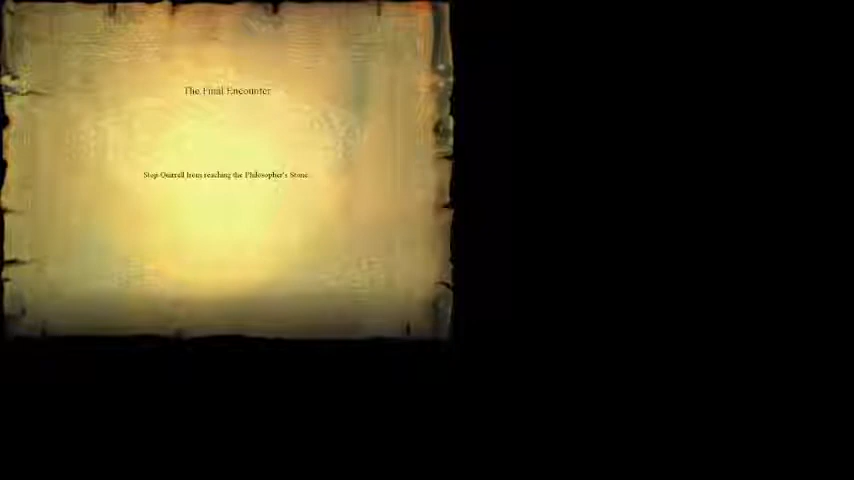 The Final Encounter
Stop Quirrell from reaching the Philosopher's Stone.